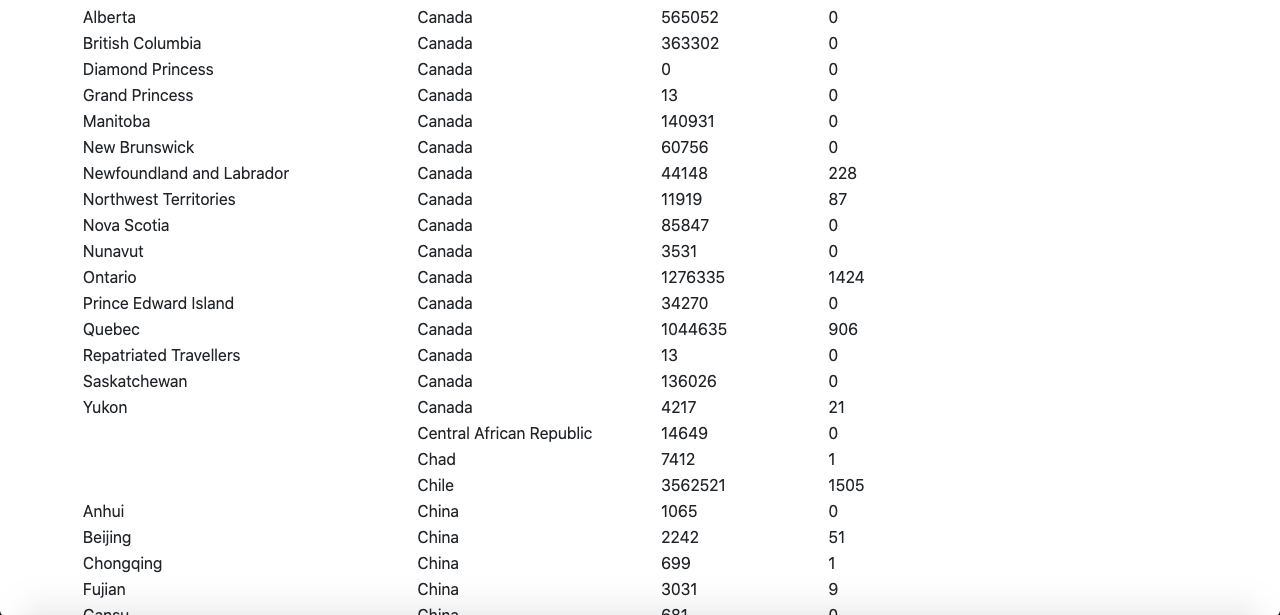 Alberta Canada 565052 0
British Columbia Canada 363302 0
Diamond Princess Canada 0 0
Grand Princess Canada 13 0
Manitoba Canada 140931 0
New Brunswick Canada 60756 0
Newfoundland and Labrador Canada 44148 228
Northwest Territories Canada 11919 87
Nova Scotia Canada 85847 0
Nunavut Canada 3531 0
Ontario Canada 1276335 1424
Prince Edward Island Canada 34270 0
Quebec Canada 1044635 906
Repatriated Travellers Canada 13 0
Saskatchewan Canada 136026 0
Yukon Canada 4217 21
Central African Republic 14649 0
Chad 7412 1
Chile 3562521 1505
Anhui China 1065 0
Beijing China 2242 51
Chongqing China 699 1
Fujian China 3031 9
Gansu China 681 0